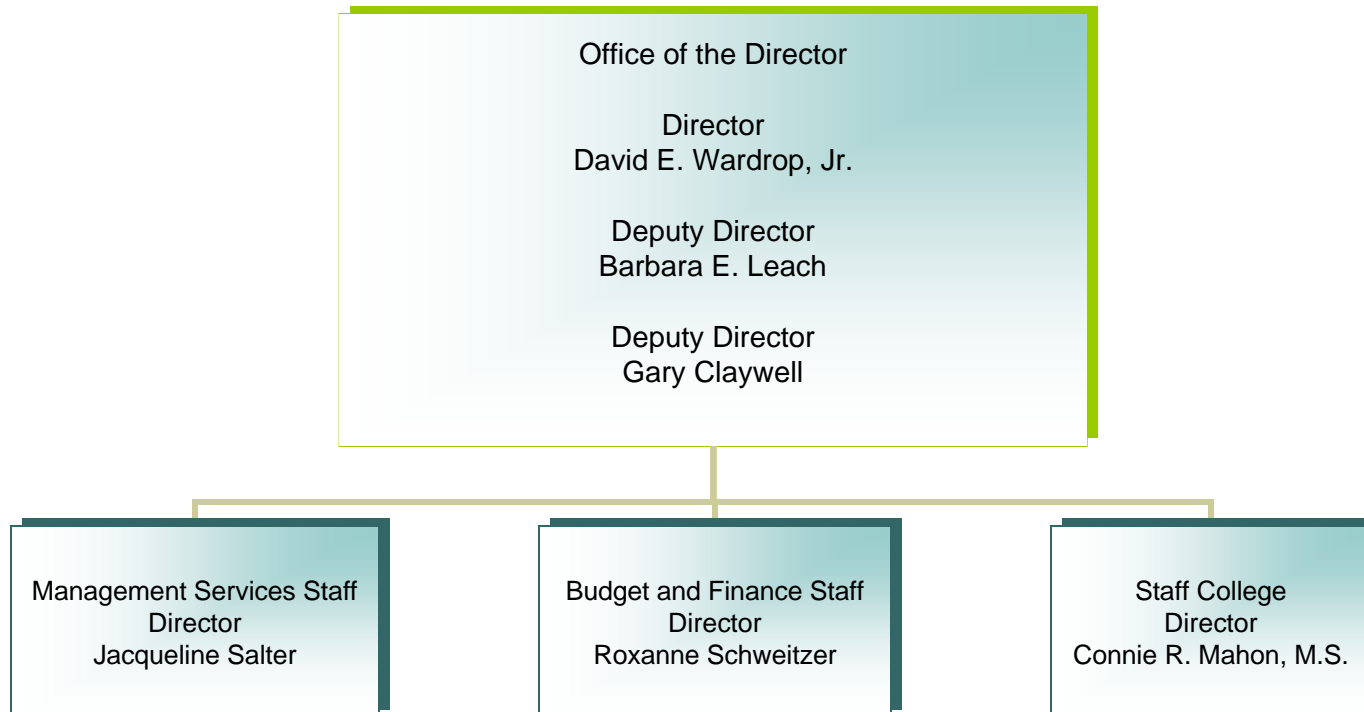 Office of the Director
Director
David E. Wardrop, Jr.
Deputy Director
Barbara E. Leach
Deputy Director
Gary Claywell
Management Services Staff
Director
Jacqueline Salter
Budget and Finance Staff
Director
Roxanne Schweitzer
Staff College
Director
Connie R. Mahon, M.S.